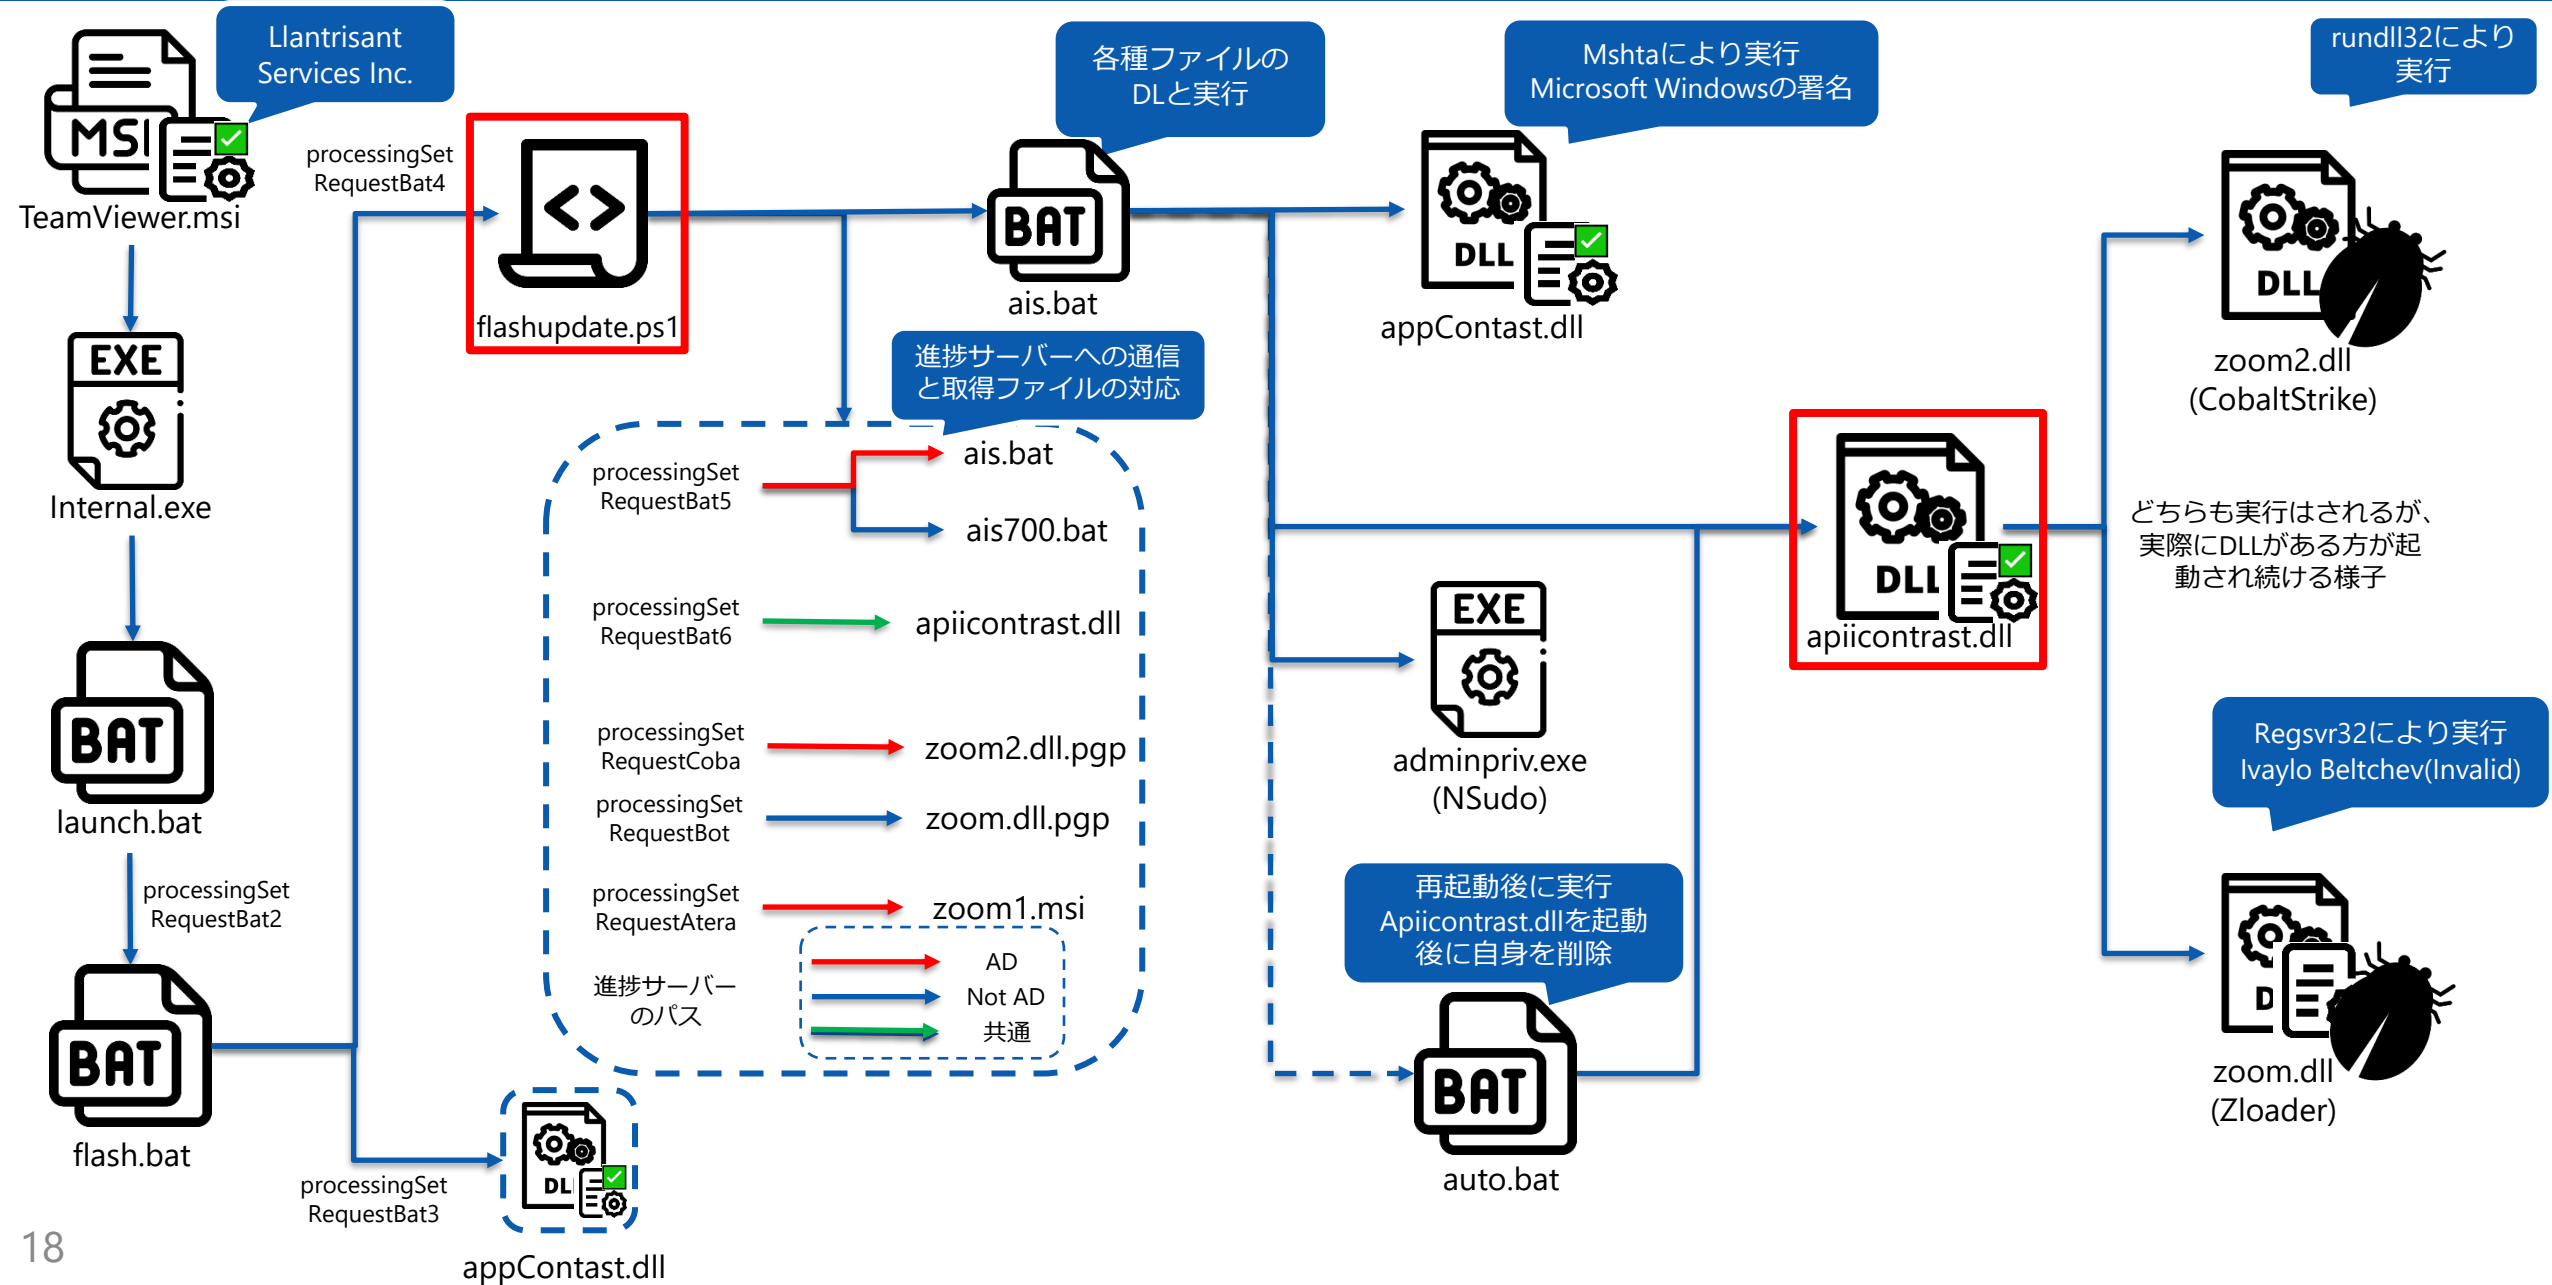 Llantrisant
Services Inc.
MSI
TeamViewer.msi
EXE
Internal.exe
BAT
launch.bat
processingSet
RequestBat2
BAT
flash.bat
processingSet
RequestBat4
flashupdate.ps1
processingSet
RequestBat3
DLL
appContast.dll
各種ファイルの
DLと実行
BAT
ais.bat
進捗サーバーへの通信
と取得ファイルの対応
processingSet
RequestBat5
ais.bat
ais700.bat
processingSet
RequestBat6
apiicontrast.dll
processingSet
RequestCoba
zoom2.dll.pgp
processingSet
RequestBot
zoom.dll.pgp
processingSet
RequestAtera
zoom1.msi
進捗サーバー
のパス
AD
Not AD
共通
Mshtaにより実行
Microsoft Windowsの署名
DLL
appContast.dll
EXE
adminpriv.exe
(NSudo)
再起動後に実行
Apiicontrast.dllを起動
後に自身を削除
BAT
auto.bat
DLL
apiicontrast.dll
rundll32により
実行
DLL
zoom2.dll
(CobaltStrike)
どちらも実行はされるが、
実際にDLLがある方が起
動され続ける様子
Regsvr32により実行
Ivaylo Beltchev(Invalid)
D
zoom.dll
(Zloader)
18